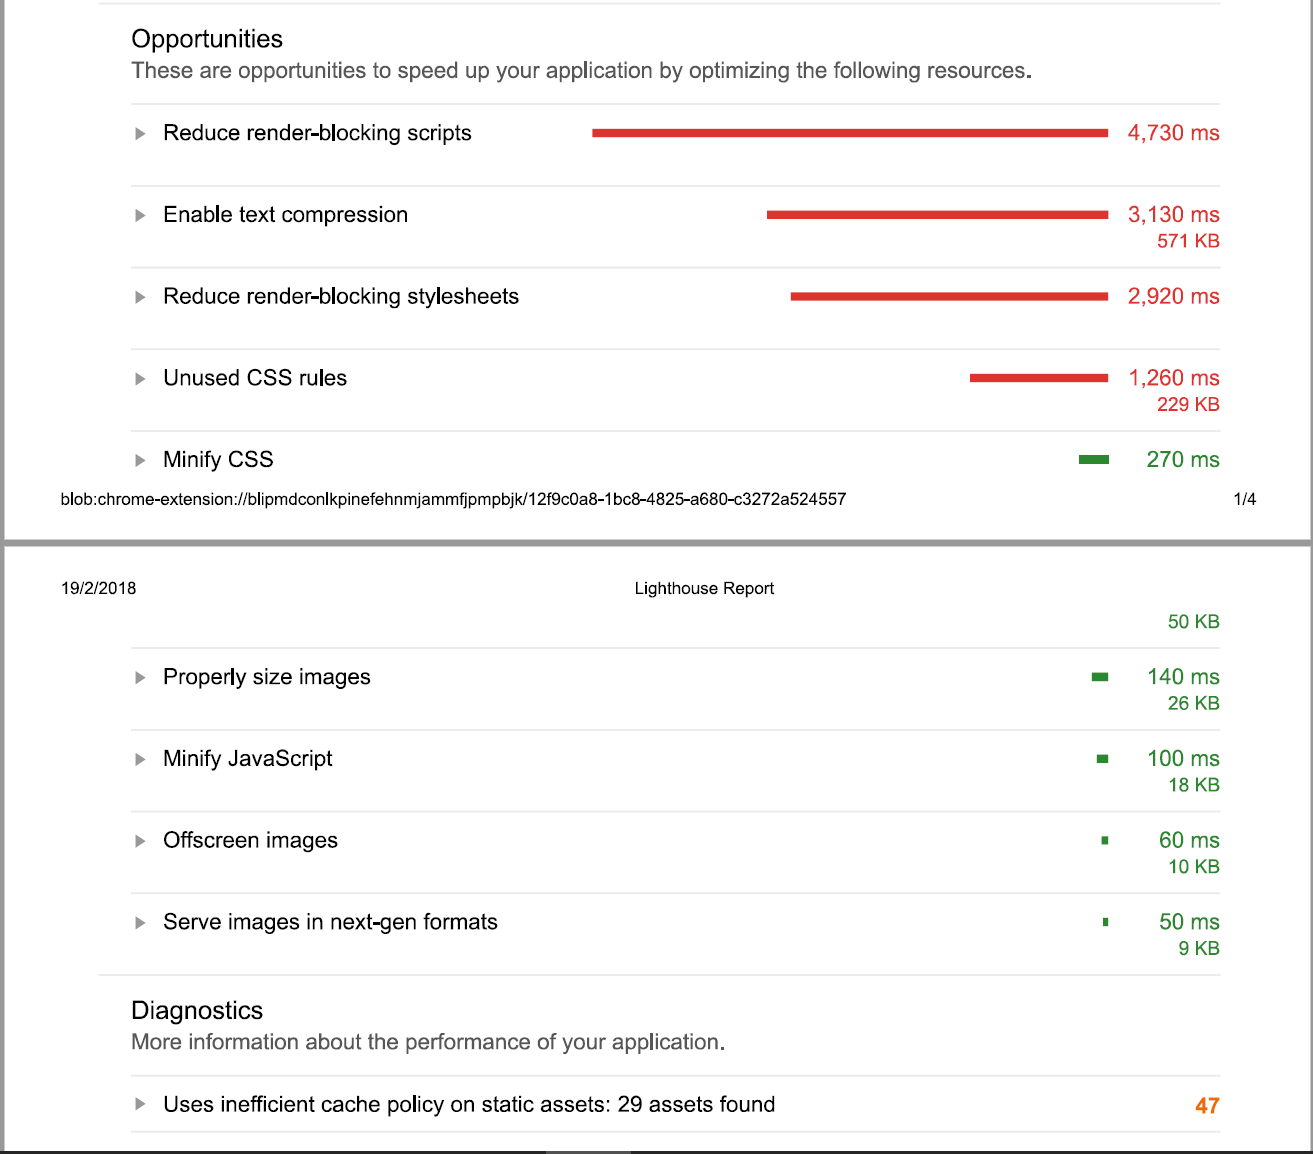 Opportunities
These are opportunities to speed up your application by optimizing the following resources.
Reduce render-blocking scripts 4,730 ms
Enable text compression 3,130 ms
571 KB
Reduce render-blocking stylesheets 2,920 ms
Unused CSS rules 1,260 ms
229 KB
Minify CSS 270 ms
blob:chrome-extension://blipmdconlkpinefehnmjammfjpmpbjk/12f9c0a8-1bc8-4825-a680-c3272a524557 1/4
19/2/2018 Lighthouse Report
50 KB
Properly size images 140 ms
26 KB
Minify JavaScript 100 ms
18 KB
Offscreen images 60 ms
10 KB
Serve images in next-gen formats 50 ms
9 KB
Diagnostics
More information about the performance of your application.
Uses inefficient cache policy on static assets: 29 assets found 47